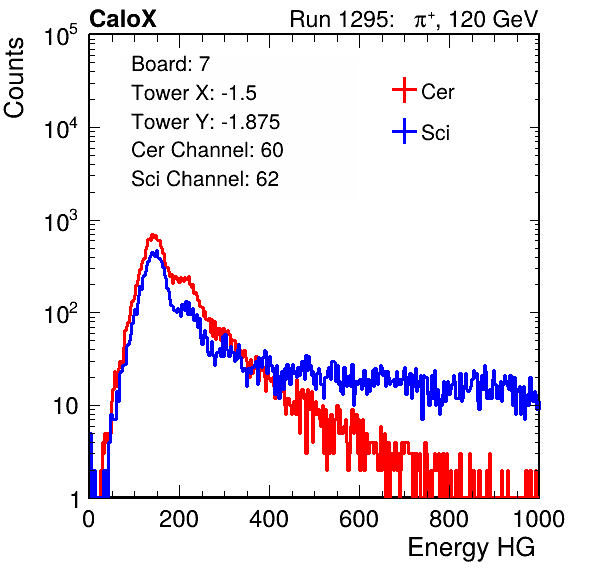 CaloX Run 1295: π⁺, 120 GeV
Board: 7
Tower X: -1.5
Tower Y: -1.875
Cer Channel: 60
Sci Channel: 62
Cer
Sci
Counts
10⁵
10⁴
10³
10²
10
1
0 200 400 600 800 1000
Energy HG